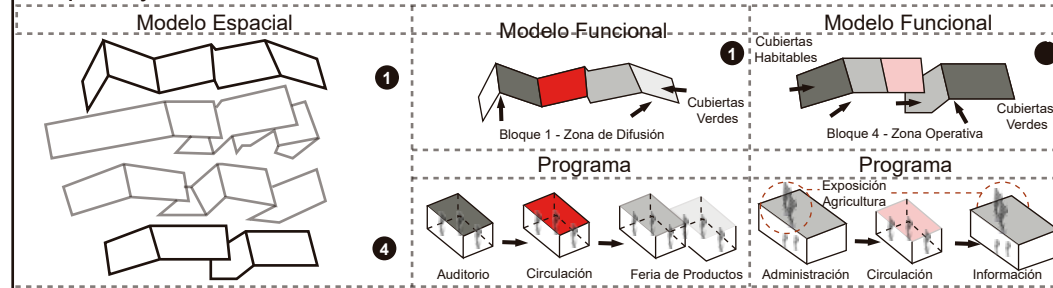 Modelo Espacial
1
4
Modelo Funcional
1
Cubiertas
Verdes
Bloque 1 - Zona de Difusión
Programa
Auditorio
Circulación
Feria de Productos
Modelo Funcional
Cubiertas
Habitables
Cubiertas
Verdes
Bloque 4 - Zona Operativa
Programa
Exposición
Agricultura
Administración
Circulación
Información